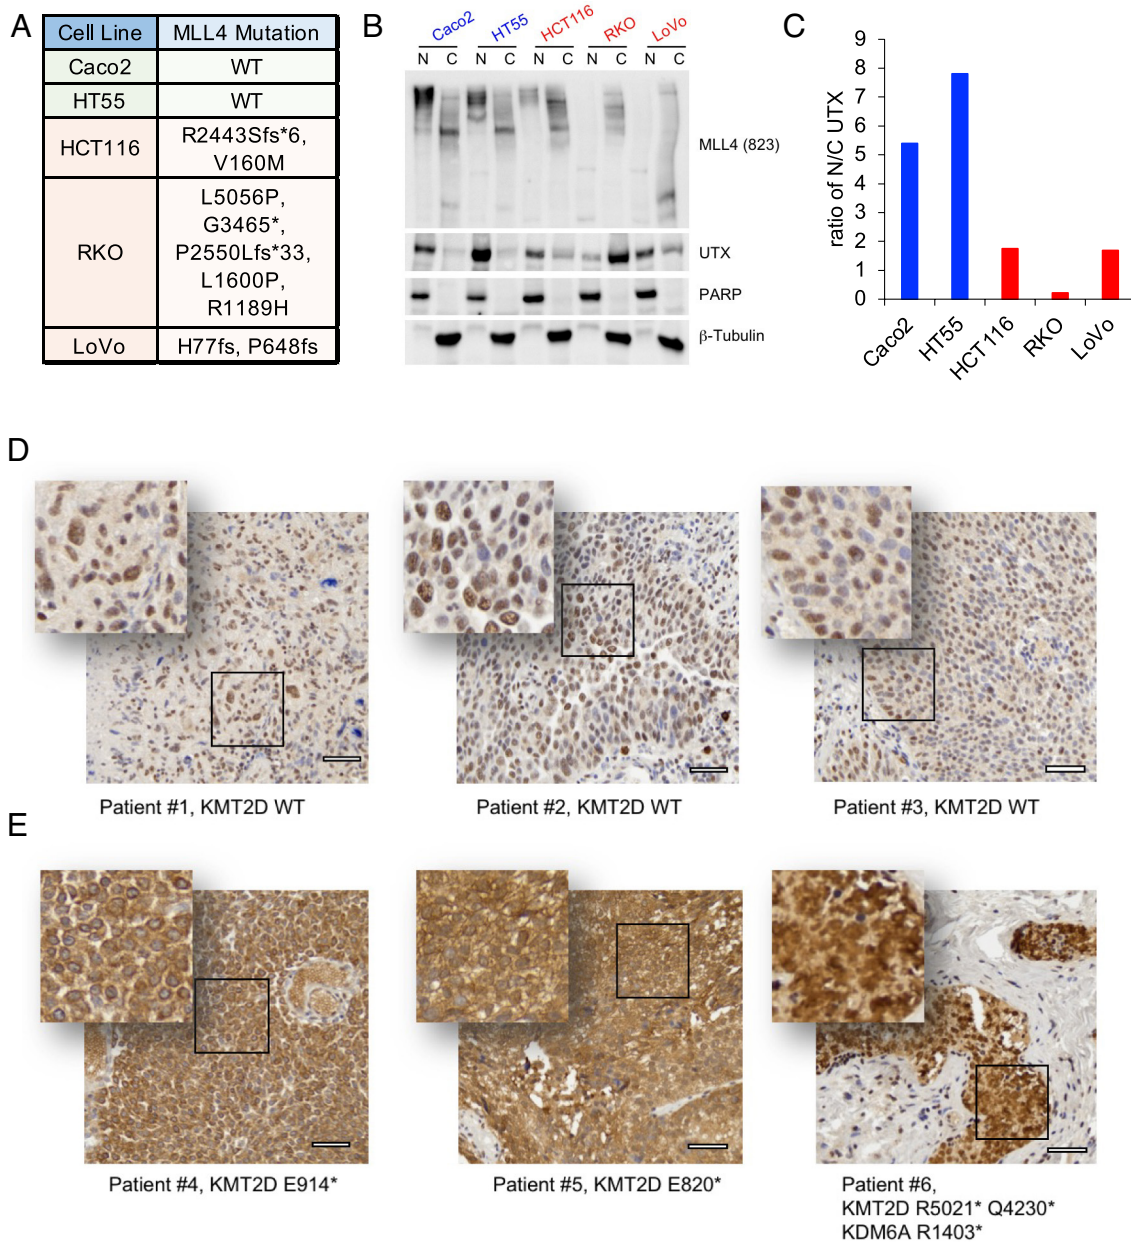 A
Cell Line MLL4 Mutation
Caco2 WT
HT55 WT
HCT116 R2443Sfs*6,
V160M
RKO L5056P,
G3465*,
P2550Lfs*33,
L1600P,
R1189H
LoVo H77fs, P648fs
B
Caco2 HT55 HCT116 RKO LoVo
N C N C N C N C N C
MLL4 (823)
UTX
PARP
β-Tubulin
C
ratio of N/C UTX
9
8
7
6
5
4
3
2
1
0
Caco2 HT55 HCT116 RKO LoVo
D
Patient #1, KMT2D WT
Patient #2, KMT2D WT
Patient #3, KMT2D WT
E
Patient #4, KMT2D E914*
Patient #5, KMT2D E820*
Patient #6,
KMT2D R5021* Q4230*
KDM6A R1403*